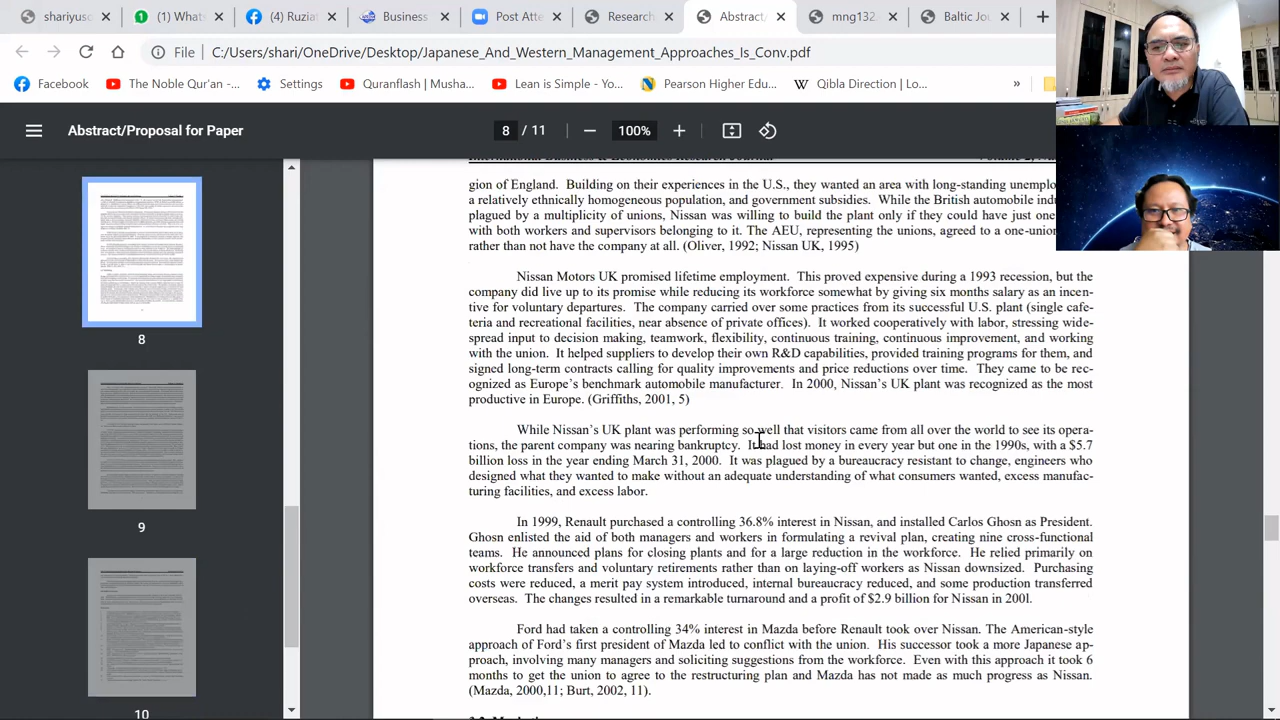 shariyusc
(1) Whats
(4) Ruzian
Business
Post Atte
Research
Abstract/
mng132.
Baltic Jo
File
C:/Users/shari/OneDrive/Desktop/Japanese_And_Western_Management_Approaches_Is_Conv.pdf
Facebook
The Noble Qur'an -...
Quran Hadi | Moha...
Learn Simple - You...
Pearson Higher Edu...
Qibla Direction | Lo...
»
Abstract/Proposal for Paper
8 / 11
100%
8
9
10
International Business & Economics Research Journal
gion of England. Building on their experiences in the U.S., they wanted an area with long-standing
a relatively ethnically homogenous population, and government subsidies. While the British automobile
plagued by a multiplicity of unions, Nissan was willing to build the plant only if they could have just one
with both workers and supervisors belonging to it. The AEU, representing the unions, agreed to a one-union
rather than not have the company at all. (Oliver, 1992; Nissan UK, 1995)
Nissan Motors UK promised lifetime employment. This proved expensive during a 1993 recession, but the
company did live up to its promise while reducing its workforce somewhat by giving six months salary as an incen-
tive for voluntary departures. The company carried over some practices from its successful U.S. plant (single cafe-
teria and recreational facilities, near absence of private offices). It worked cooperatively with labor, stressing wide-
spread input to decision making, teamwork, flexibility, continuous training, continuous improvement, and working
with the union. It helped suppliers to develop their own R&D capabilities, provided training programs for them, and
signed long-term contracts calling for quality improvements and price reductions over time. They came to be rec-
ognized as Europe's benchmark automobile manufacturer. In 2001 Nissan's UK plant was recognized as the most
productive in Europe. (Griffiths, 2001, 5)
While Nissan's UK plant was performing so well that visitors came from all over the world to see its opera-
tions, the parent company was nearing bankruptcy. It had lost money in every year but one in the 1990s, with a $5.7
billion loss in the year ending March 31, 2000. It was plagued by a bureaucracy resistant to change, engineers who
designed what they wanted to make without an adequate understanding of what consumers wanted, excess manufac-
turing facilities and excess labor.
In 1999, Renault purchased a controlling 36.8% interest in Nissan, and installed Carlos Ghosn as President.
Ghosn enlisted the aid of both managers and workers in formulating a revival plan, creating nine cross-functional
teams. He announced plans for closing plants and for a large reduction in the workforce. He relied primarily on
workforce transfers and voluntary retirements rather than on layoff workers as Nissan downsized. Purchasing
costs were reduced, a merit pay system introduced, internal bureaucracy reduced, and some production transferred
overseas. The changes resulted in a remarkable turnaround and a profit of $2.9 billion for Nissan in 2001.
Ford had taken a controlling 34% interest in Mazda before Renault took over Nissan. The American-style
approach of the first president of Mazda led to conflict with the union. His successor took a more Japanese ap-
proach, involving many managers and soliciting suggestions from the workforce. Even with this approach it took 6
months to get the union to agree to the restructuring plan and Mazda has not made as much progress as Nissan.
(Mazda, 2000, 11; Burt, 2002, 11).